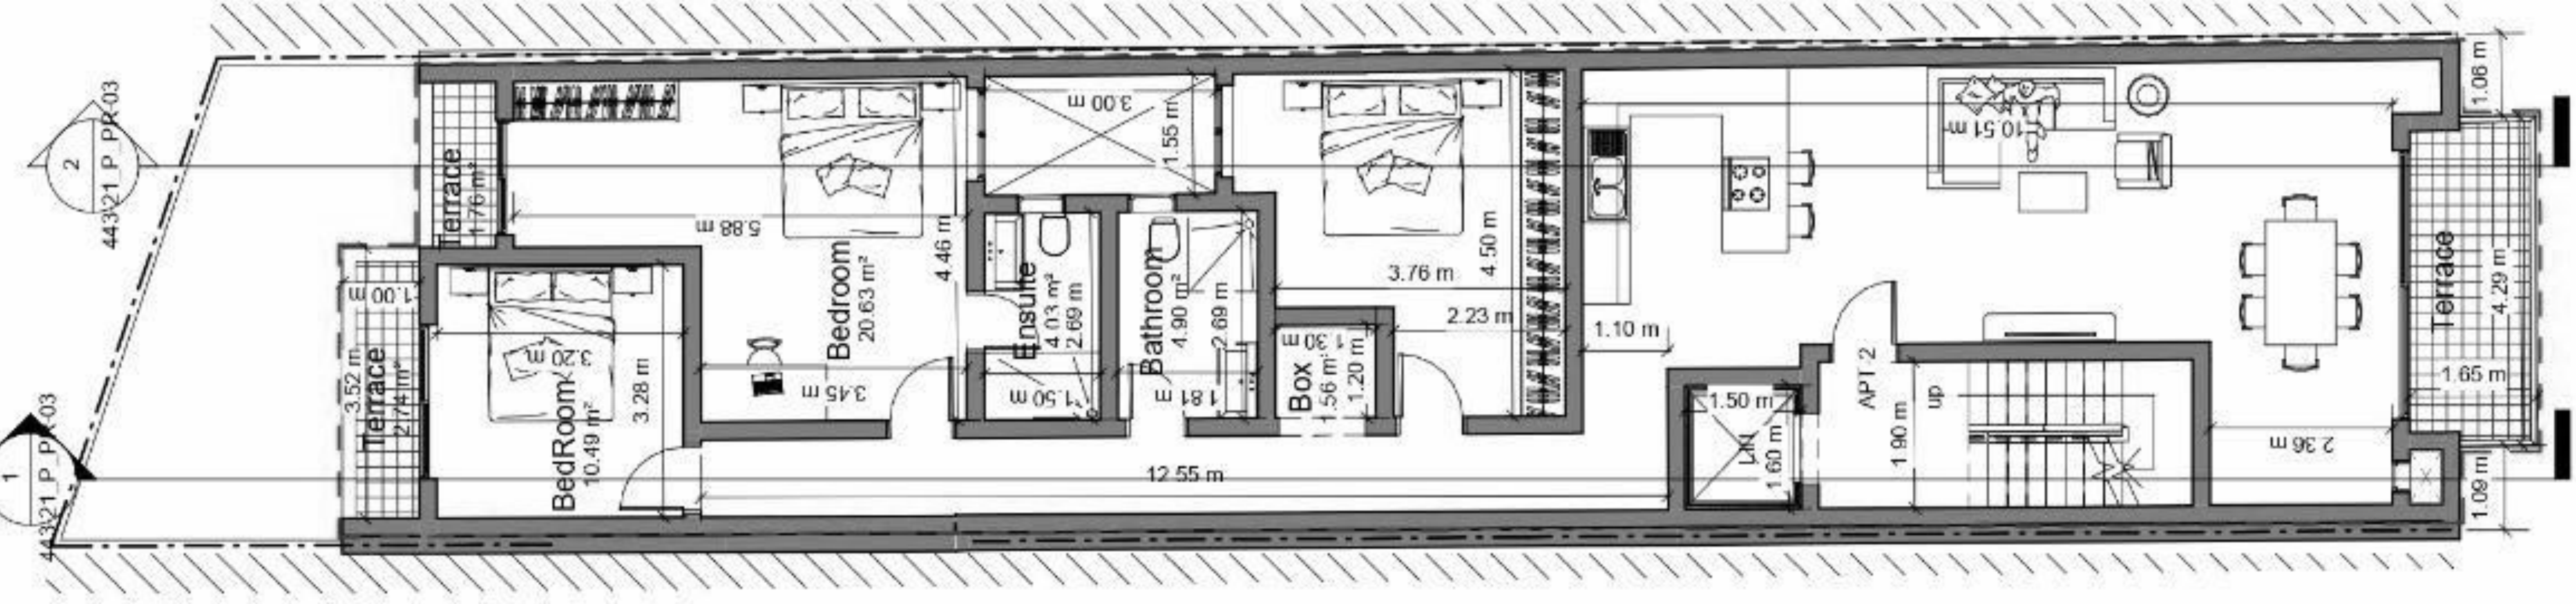 2
443-21_P_PR-03
1
443-21_P_PR-03
Terrace
1.76 m²
5.88 m
Bedroom
20.63 m²
4.46 m
3.45 m
3.00 m
1.55 m
Ensuite
4.03 m²
2.69 m
1.50 m
Bathroom
4.90 m²
2.69 m
1.81 m
3.76 m
4.50 m
2.23 m
Box
1.56 m²
1.30 m
1.20 m
1.00 m
3.52 m
Terrace
2.74 m²
BedRoom
10.49 m²
3.20 m
3.28 m
12.55 m
1.10 m
10.51 m
1.50 m
1.60 m
APT 2
1.90 m
up
2.36 m
Terrace
4.29 m
1.65 m
1.06 m
1.09 m